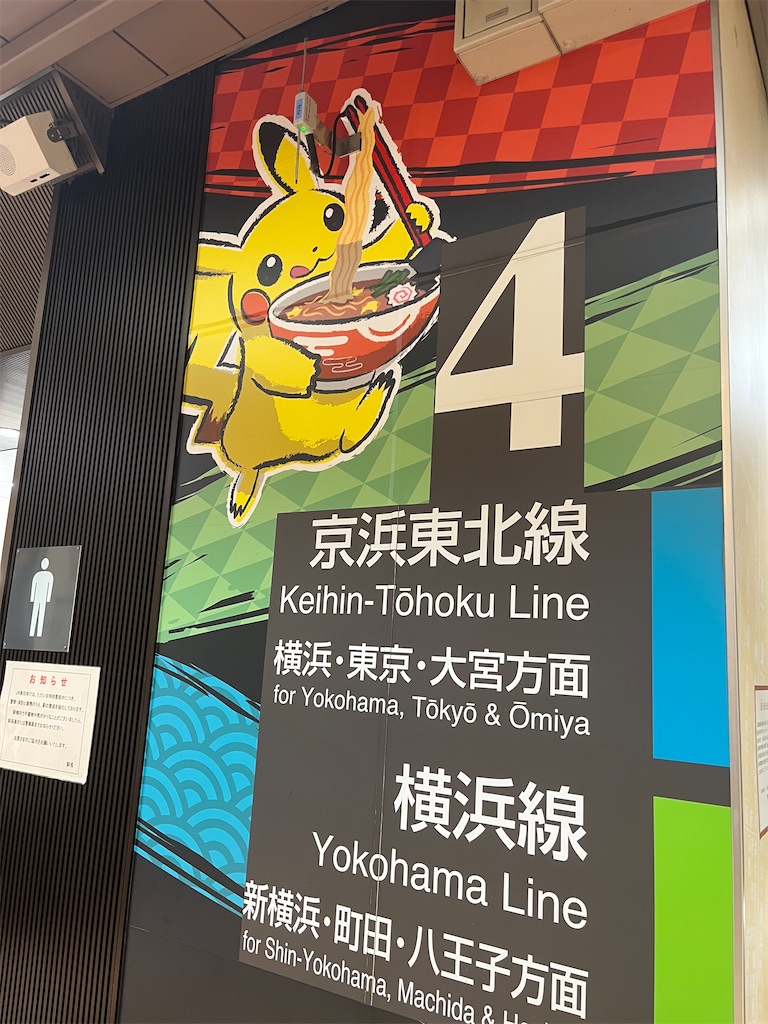 4
京浜東北線
Keihin-Tōhoku Line
横浜・東京・大宮方面
for Yokohama, Tōkyō & Ōmiya
横浜線
Yokohama Line
新横浜・町田・八王子方面
for Shin-Yokohama, Machida &
お知らせ
駅長